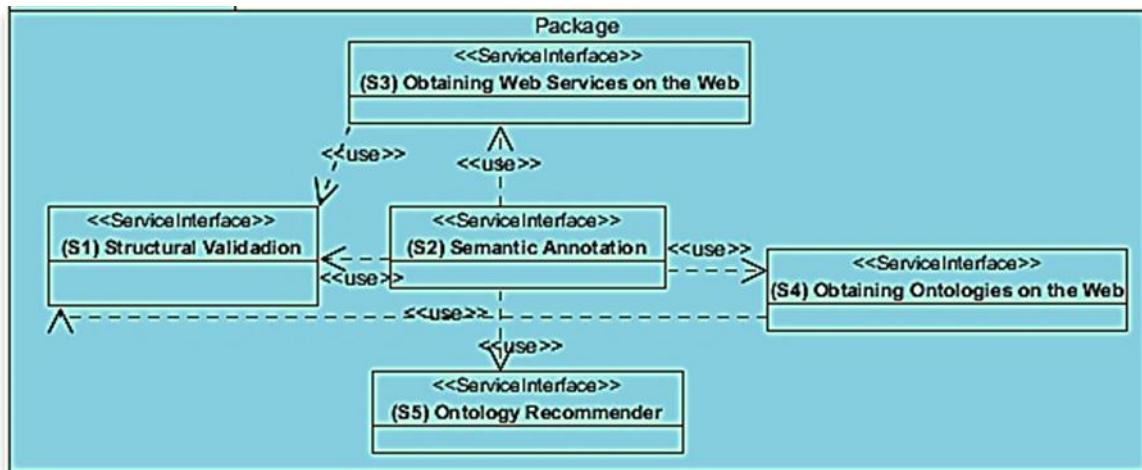 Package
<<ServiceInterface>>
(S3) Obtaining Web Services on the Web
<<use>>
<<use>>
<<ServiceInterface>>
(S1) Structural Validadion
<<ServiceInterface>>
(S2) Semantic Annotation
<<use>>
<<use>>
<<ServiceInterface>>
(S4) Obtaining Ontologies on the Web
<<use>>
<<use>>
<<ServiceInterface>>
(S5) Ontology Recommender